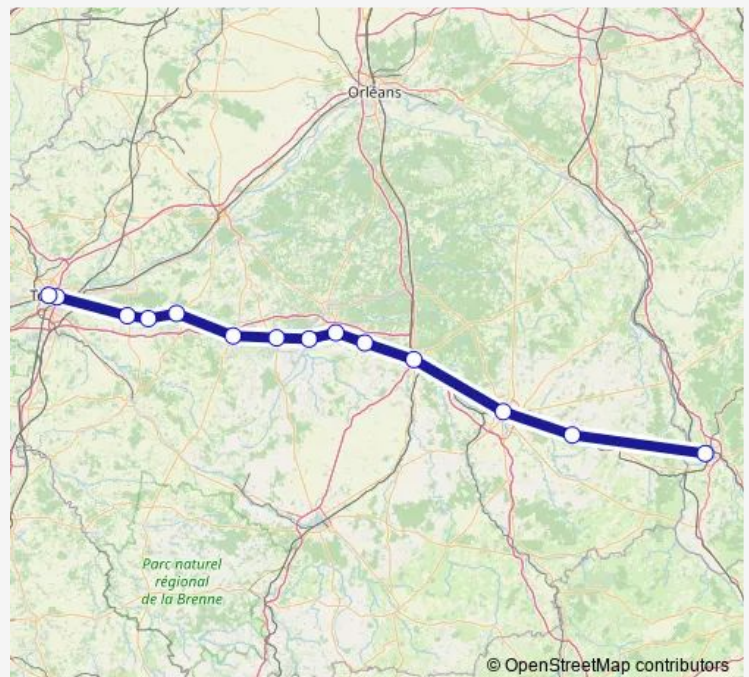 Orléans
Parc naturel
régional
de la Brenne
© OpenStreetMap contributors